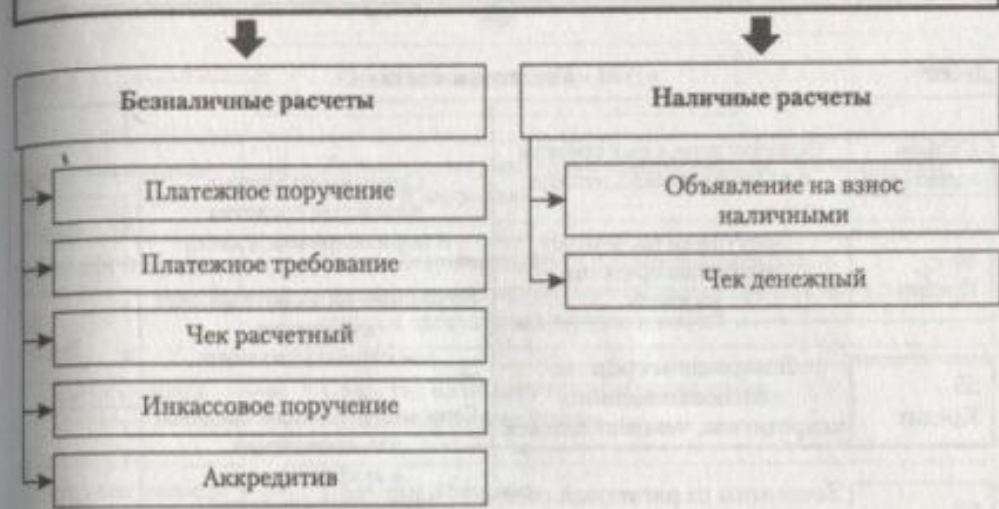 Безналичные расчеты
Платежное поручение
Платежное требование
Чек расчетный
Инкассовое поручение
Аккредитив
Наличные расчеты
Объявление на взнос
наличными
Чек денежный